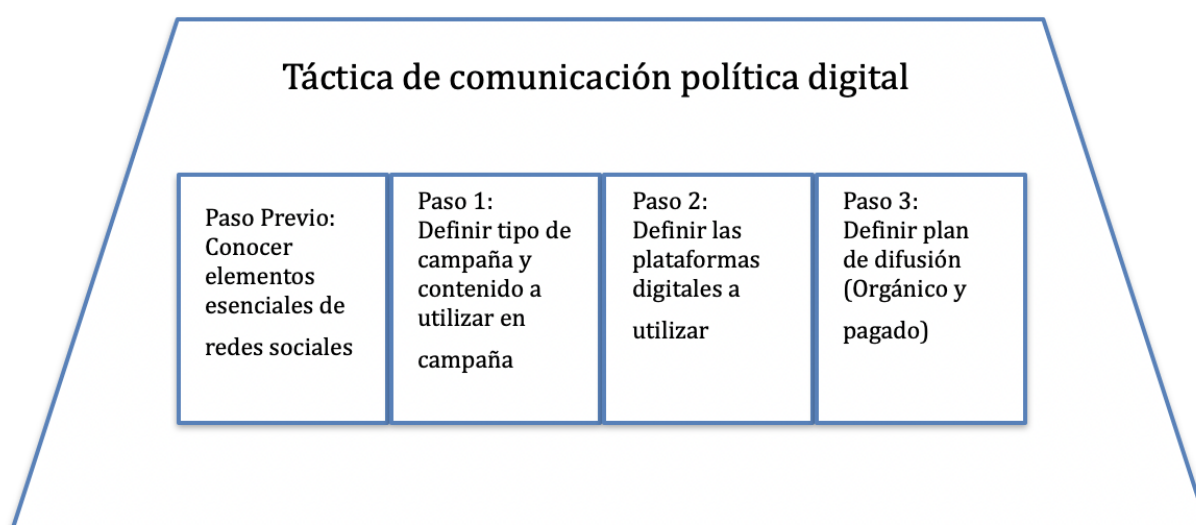 Táctica de comunicación política digital
Paso Previo:
Conocer
elementos
esenciales de
redes sociales
Paso 1:
Definir tipo de
campaña y
contenido a
utilizar en
campaña
Paso 2:
Definir las
plataformas
digitales a
utilizar
Paso 3:
Definir plan
de difusión
(Orgánico y
pagado)